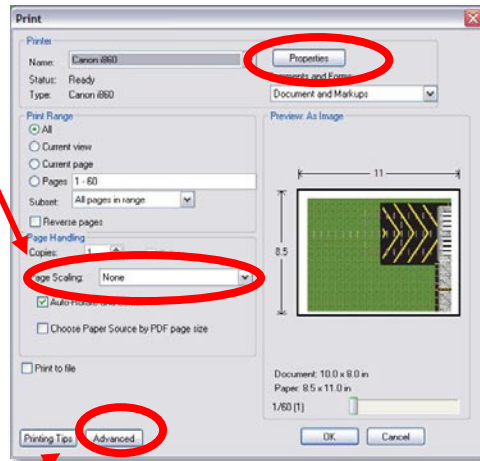 Print
Printer
Name: Canon i860
Properties
Status: Ready
Type: Canon i860
Document and Markups
Print Range
All
Current view
Current page
Pages 1 - 60
Subset: All pages in range
Reverse pages
Page Handling
Copies: 1
Page Scaling: None
Choose Paper Source by PDF page size
Print to file
Printing Tips
Advanced
Preview: As Image
11
8.5
Document: 10.0 x 8.0 in
Paper: 8.5 x 11.0 in
1/60 (1)
OK
Cancel